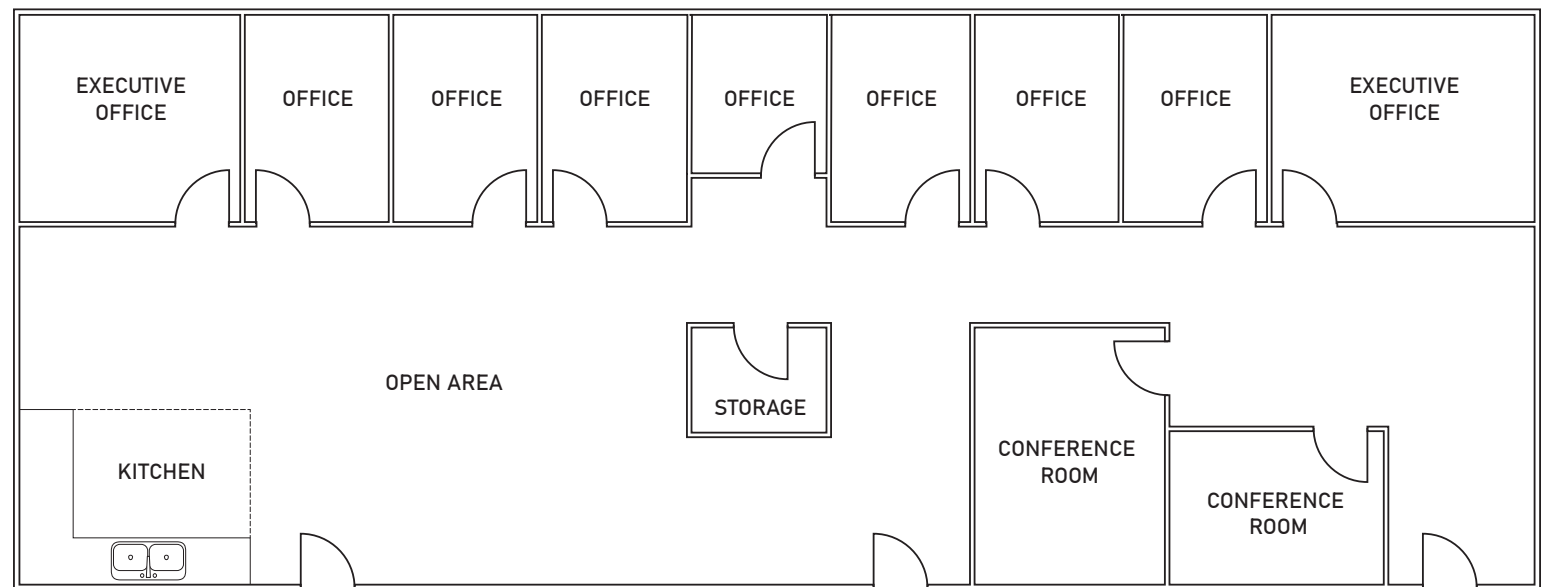 EXECUTIVE
OFFICE
OFFICE
OFFICE
OFFICE
OFFICE
OFFICE
OFFICE
OFFICE
EXECUTIVE
OFFICE
OPEN AREA
STORAGE
KITCHEN
CONFERENCE
ROOM
CONFERENCE
ROOM